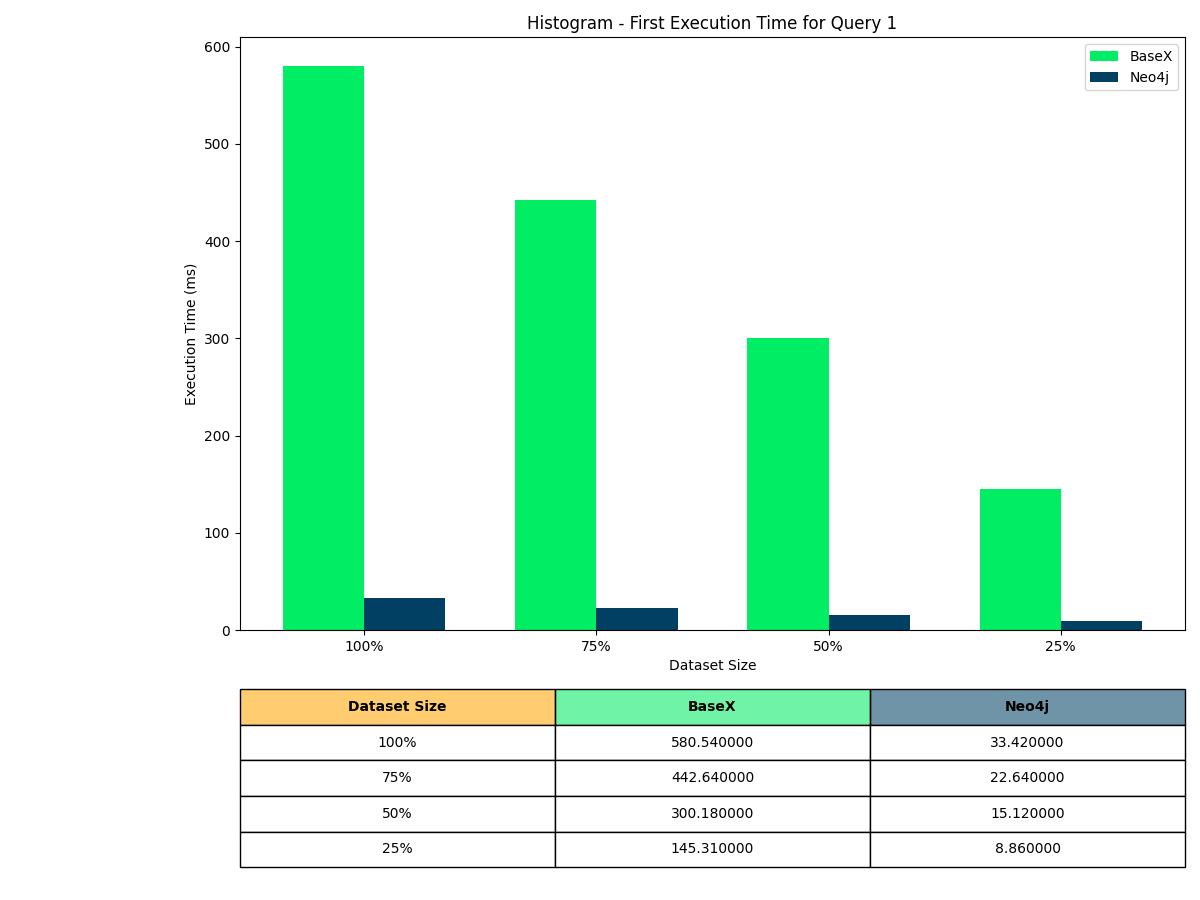 Histogram - First Execution Time for Query 1
BaseX
Neo4j
600
500
400
300
200
100
0
Execution Time (ms)
100% 75% 50% 25%
Dataset Size
Dataset Size BaseX Neo4j
100% 580.540000 33.420000
75% 442.640000 22.640000
50% 300.180000 15.120000
25% 145.310000 8.860000